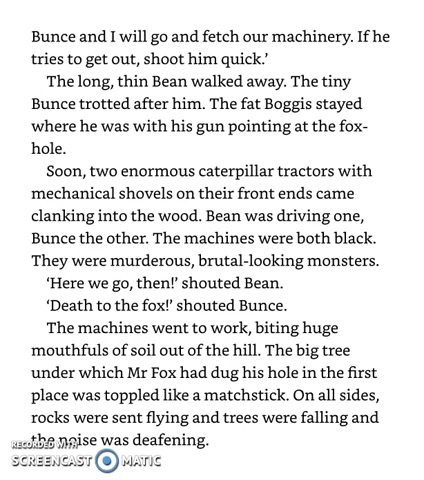 Bunce and I will go and fetch our machinery. If he
tries to get out, shoot him quick.’
The long, thin Bean walked away. The tiny
Bunce trotted after him. The fat Boggis stayed
where he was with his gun pointing at the fox-
hole.
Soon, two enormous caterpillar tractors with
mechanical shovels on their front ends came
clanking into the wood. Bean was driving one,
Bunce the other. The machines were both black.
They were murderous, brutal-looking monsters.
‘Here we go, then!’ shouted Bean.
‘Death to the fox!’ shouted Bunce.
The machines went to work, biting huge
mouthfuls of soil out of the hill. The big tree
under which Mr Fox had dug his hole in the first
place was toppled like a matchstick. On all sides,
rocks were sent flying and trees were falling and
the noise was deafening.
RECORDED WITH
SCREENCAST MATIC